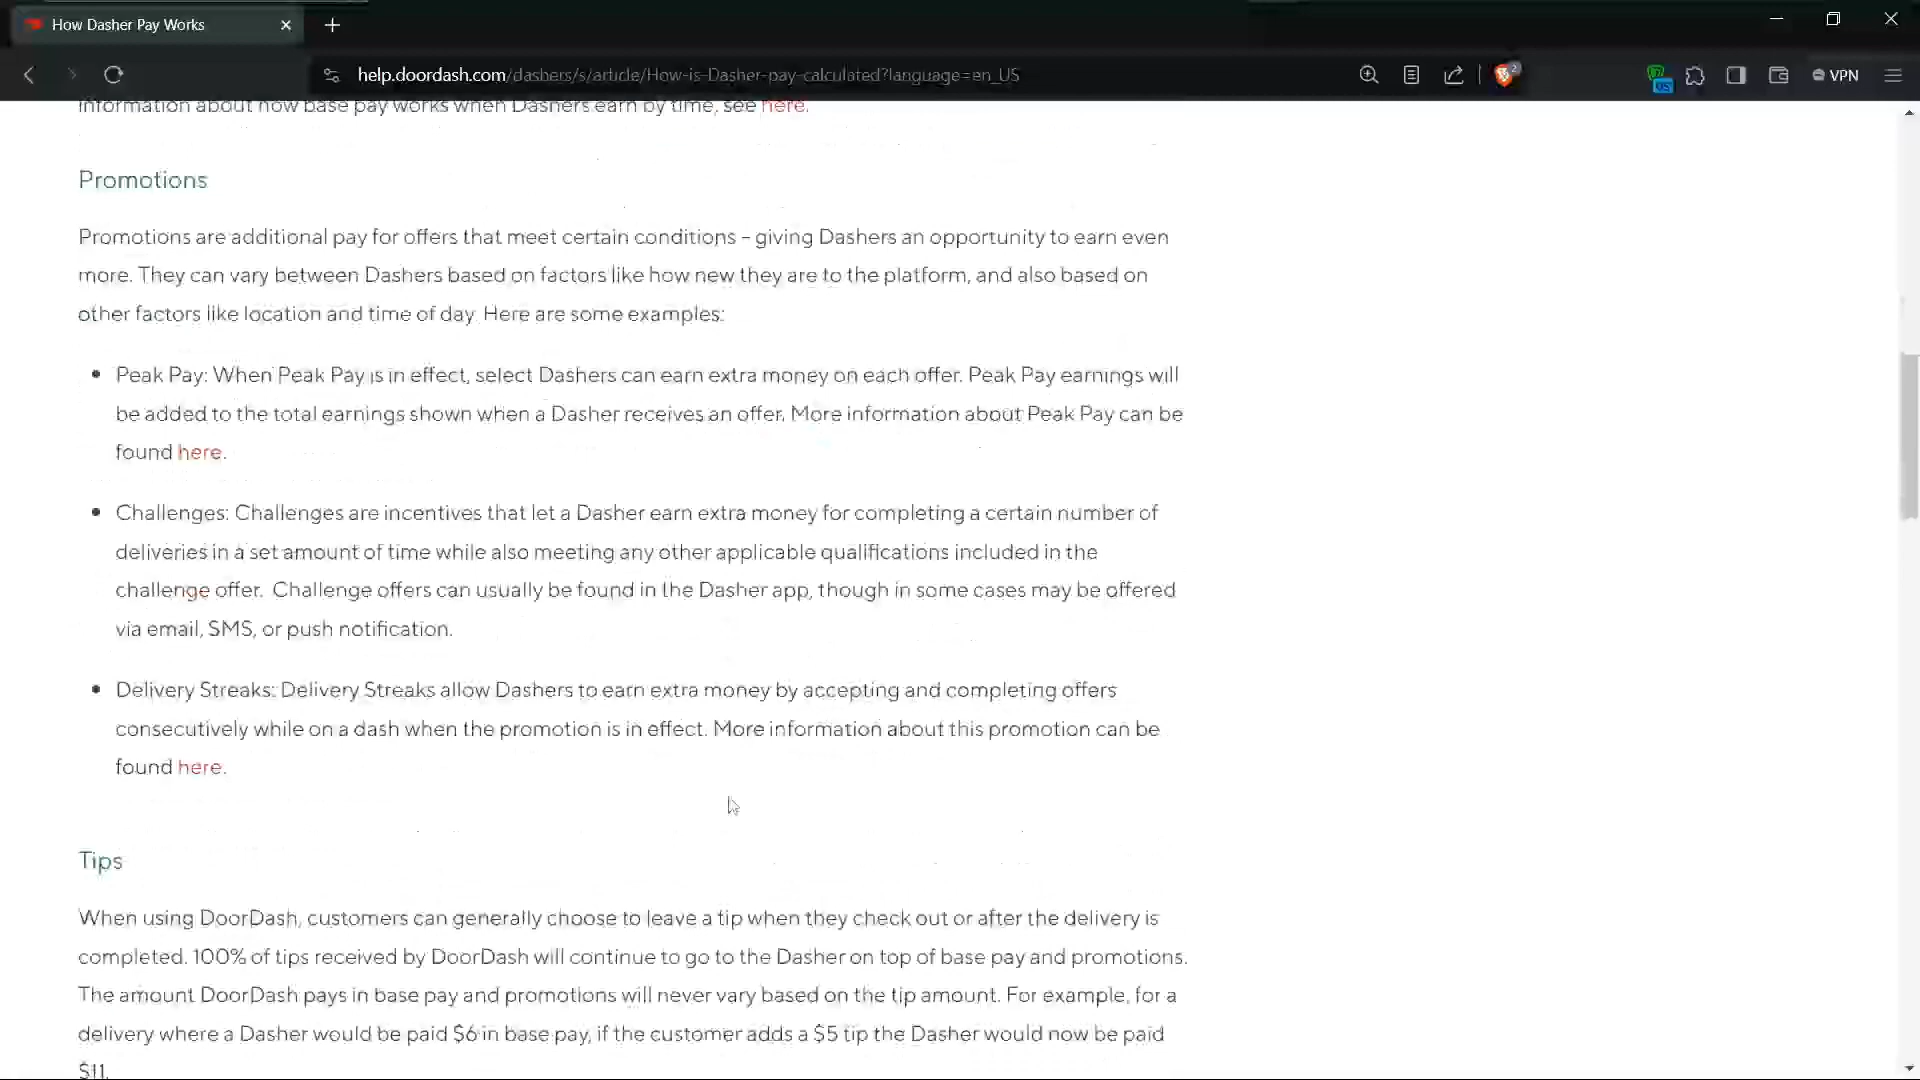 How Dasher Pay Works
help.doordash.com/dashers/s/article/How-is-Dasher-pay-calculated?language=en_US
2
VPN
information about how base pay works when Dashers earn by time, see here.
Promotions
Promotions are additional pay for offers that meet certain conditions – giving Dashers an opportunity to earn even
more. They can vary between Dashers based on factors like how new they are to the platform, and also based on
other factors like location and time of day. Here are some examples:
Peak Pay: When Peak Pay is in effect, select Dashers can earn extra money on each offer. Peak Pay earnings will
be added to the total earnings shown when a Dasher receives an offer. More information about Peak Pay can be
found here.
Challenges: Challenges are incentives that let a Dasher earn extra money for completing a certain number of
deliveries in a set amount of time while also meeting any other applicable qualifications included in the
challenge offer. Challenge offers can usually be found in the Dasher app, though in some cases may be offered
via email, SMS, or push notification.
Delivery Streaks: Delivery Streaks allow Dashers to earn extra money by accepting and completing offers
consecutively while on a dash when the promotion is in effect. More information about this promotion can be
found here.
Tips
When using DoorDash, customers can generally choose to leave a tip when they check out or after the delivery is
completed. 100% of tips received by DoorDash will continue to go to the Dasher on top of base pay and promotions.
The amount DoorDash pays in base pay and promotions will never vary based on the tip amount. For example, for a
delivery where a Dasher would be paid $6 in base pay, if the customer adds a $5 tip the Dasher would now be paid
$11.